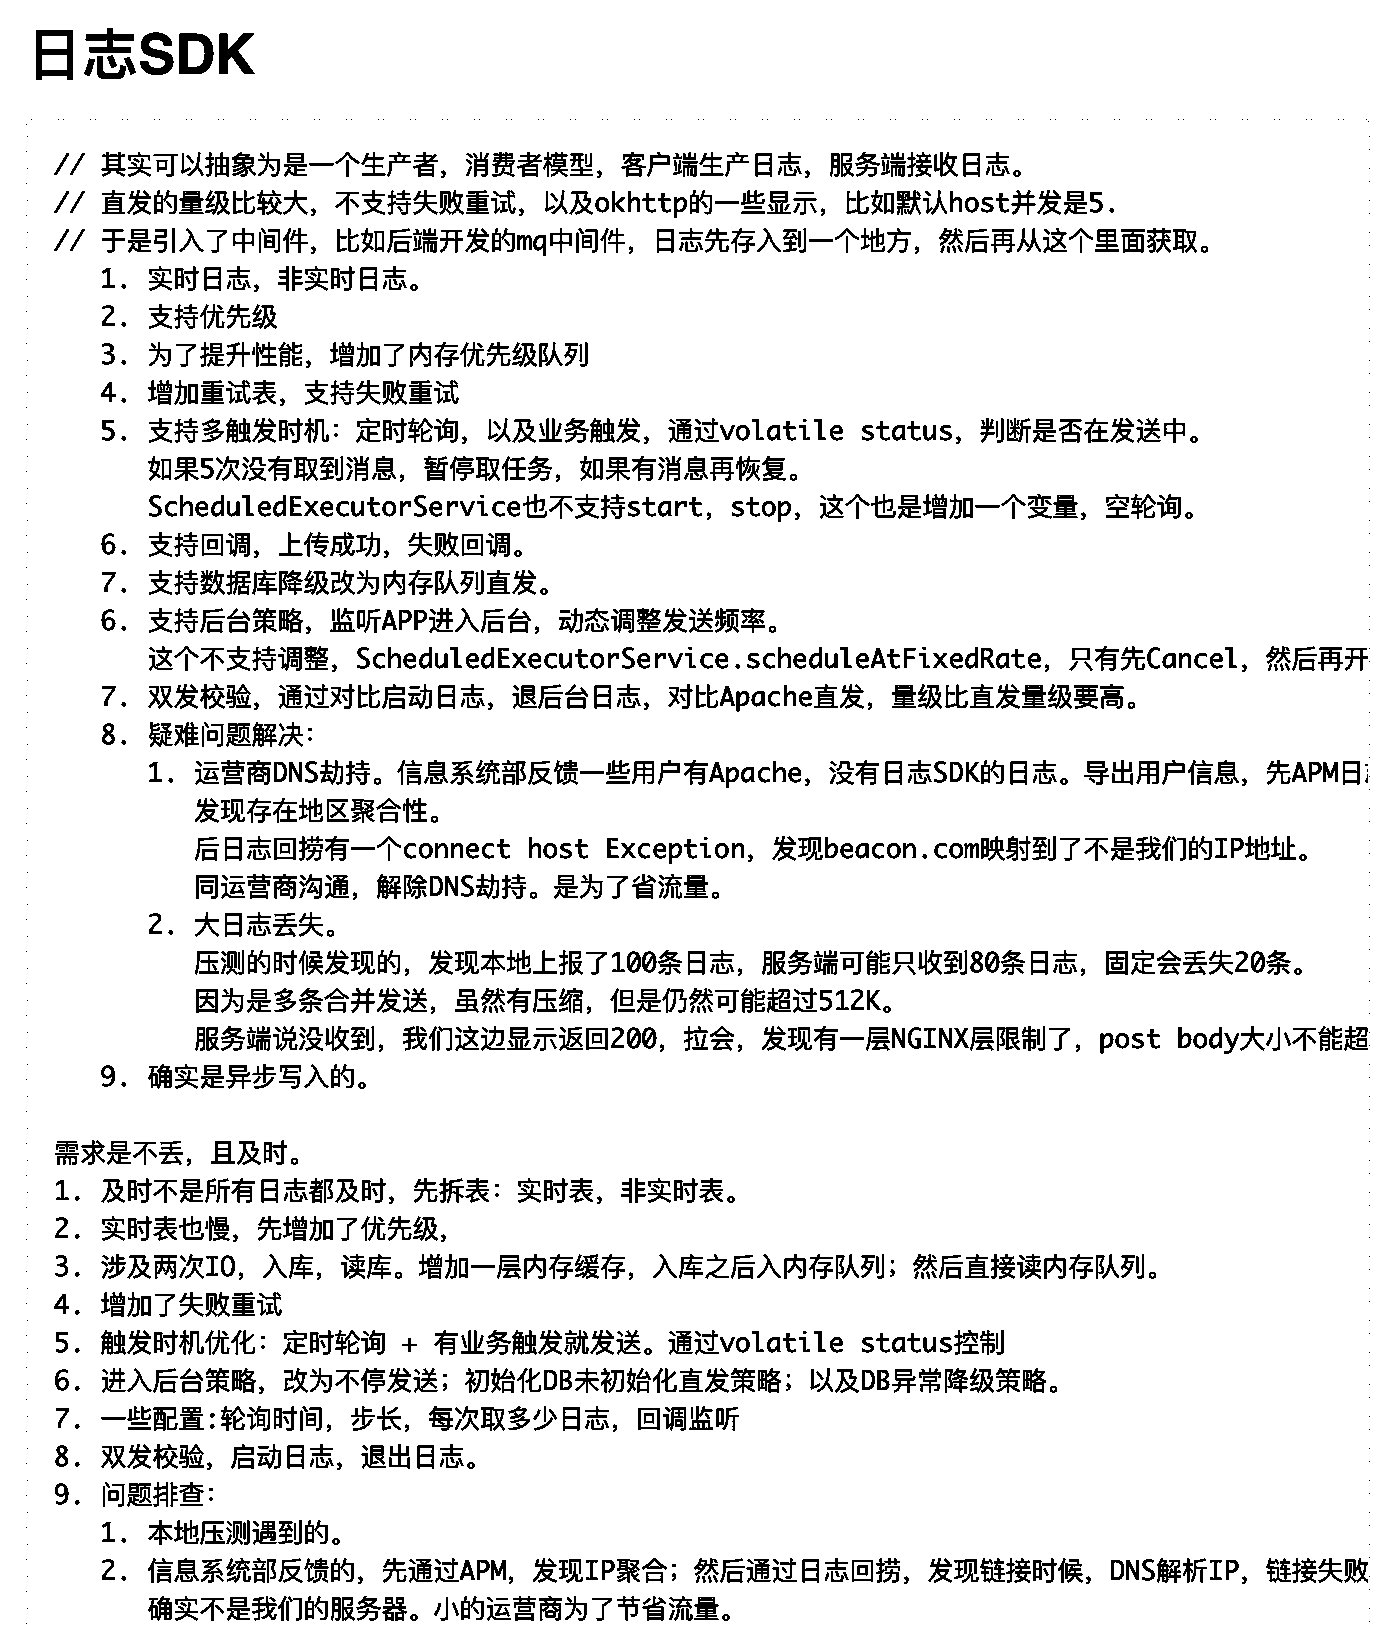 日志SDK
// 其实可以抽象为是一个生产者，消费者模型，客户端生产日志，服务端接收日志。
// 直发的量级比较大，不支持失败重试，以及okhttp的一些显示，比如默认host并发是5.
// 于是引入了中间件，比如后端开发的mq中间件，日志先存入到一个地方，然后再从这个里面获取。
1. 实时日志，非实时日志。
2. 支持优先级
3. 为了提升性能，增加了内存优先级队列
4. 增加重试表，支持失败重试
5. 支持多触发时机：定时轮询，以及业务触发，通过volatile status，判断是否在发送中。
如果5次没有取到消息，暂停取任务，如果有消息再恢复。
ScheduledExecutorService也不支持start，stop，这个也是增加一个变量，空轮询。
6. 支持回调，上传成功，失败回调。
7. 支持数据库降级改为内存队列直发。
6. 支持后台策略，监听APP进入后台，动态调整发送频率。
这个不支持调整，ScheduledExecutorService.scheduleAtFixedRate，只有先Cancel，然后再开
7. 双发校验，通过对比启动日志，退后台日志，对比Apache直发，量级比直发量级要高。
8. 疑难问题解决：
1. 运营商DNS劫持。信息系统部反馈一些用户有Apache，没有日志SDK的日志。导出用户信息，先APM日
发现存在地区聚合性。
后日志回捞有一个connect host Exception，发现beacon.com映射到了不是我们的IP地址。
同运营商沟通，解除DNS劫持。是为了省流量。
2. 大日志丢失。
压测的时候发现的，发现本地上报了100条日志，服务端可能只收到80条日志，固定会丢失20条。
因为是多条合并发送，虽然有压缩，但是仍然可能超过512K。
服务端说没收到，我们这边显示返回200，拉会，发现有一层NGINX层限制了，post body大小不能超
9. 确实是异步写入的。
需求是不丢，且及时。
1. 及时不是所有日志都及时，先拆表：实时表，非实时表。
2. 实时表也慢，先增加了优先级，
3. 涉及两次IO，入库，读库。增加一层内存缓存，入库之后入内存队列；然后直接读内存队列。
4. 增加了失败重试
5. 触发时机优化：定时轮询 + 有业务触发就发送。通过volatile status控制
6. 进入后台策略，改为不停发送；初始化DB未初始化直发策略；以及DB异常降级策略。
7. 一些配置:轮询时间，步长，每次取多少日志，回调监听
8. 双发校验，启动日志，退出日志。
9. 问题排查：
1. 本地压测遇到的。
2. 信息系统部反馈的，先通过APM，发现IP聚合；然后通过日志回捞，发现链接时候，DNS解析IP，链接失败
确实不是我们的服务器。小的运营商为了节省流量。